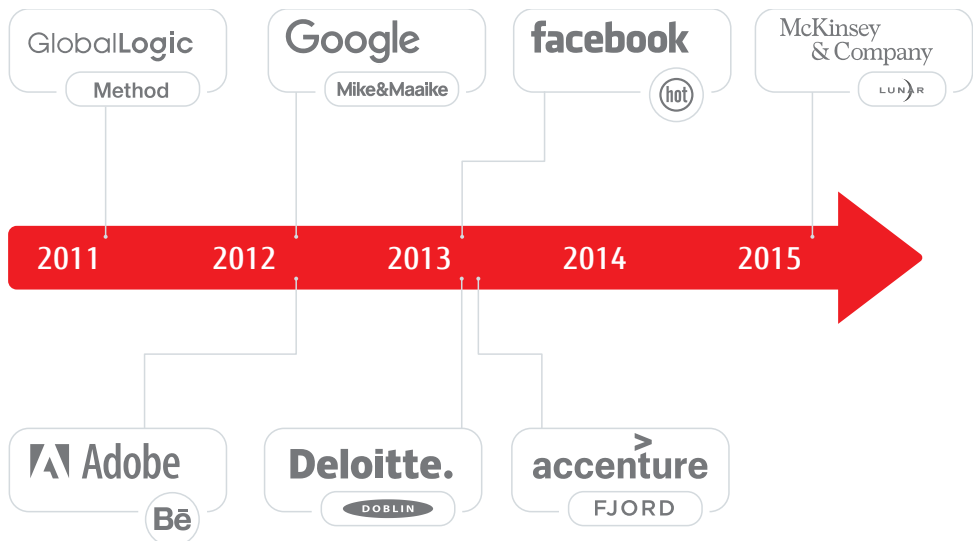 GlobalLogic
Method
Google
Mike&Maaike
facebook
hot
McKinsey
& Company
LUNAR
2011
2012
2013
2014
2015
Adobe
Bē
Deloitte.
DOBLIN
>
accenture
FJORD